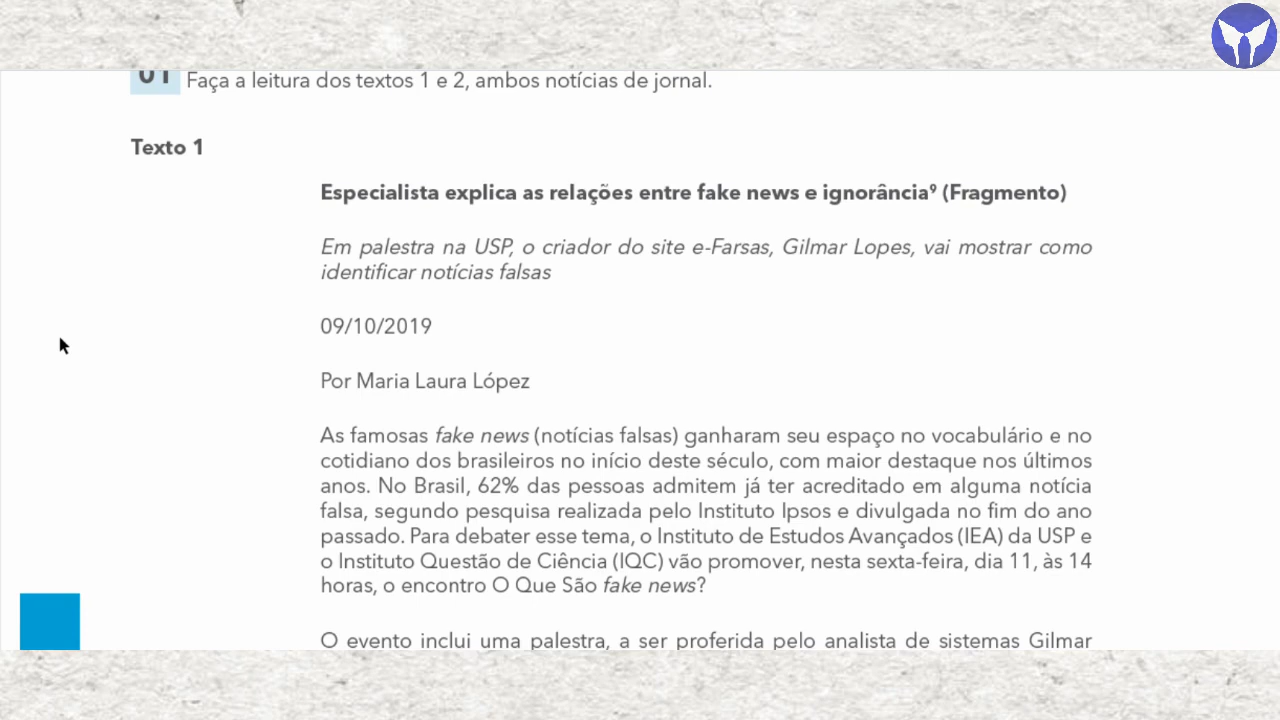 01 Faça a leitura dos textos 1 e 2, ambos notícias de jornal.
Texto 1
Especialista explica as relações entre fake news e ignorância⁹ (Fragmento)
Em palestra na USP, o criador do site e-Farsas, Gilmar Lopes, vai mostrar como
identificar notícias falsas
09/10/2019
Por Maria Laura López
As famosas fake news (notícias falsas) ganharam seu espaço no vocabulário e no
cotidiano dos brasileiros no início deste século, com maior destaque nos últimos
anos. No Brasil, 62% das pessoas admitem já ter acreditado em alguma notícia
falsa, segundo pesquisa realizada pelo Instituto Ipsos e divulgada no fim do ano
passado. Para debater esse tema, o Instituto de Estudos Avançados (IEA) da USP e
o Instituto Questão de Ciência (IQC) vão promover, nesta sexta-feira, dia 11, às 14
horas, o encontro O Que São fake news?
O evento inclui uma palestra, a ser proferida pelo analista de sistemas Gilmar